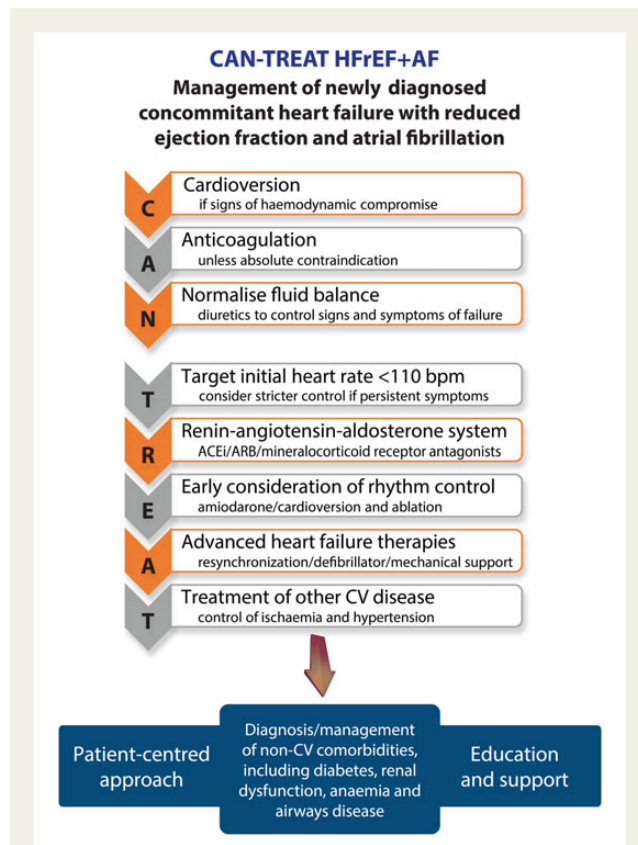 CAN-TREAT HFrEF+AF
Management of newly diagnosed
concommitant heart failure with reduced
ejection fraction and atrial fibrillation
C
Cardioversion
if signs of haemodynamic compromise
A
Anticoagulation
unless absolute contraindication
N
Normalise fluid balance
diuretics to control signs and symptoms of failure
T
Target initial heart rate <110 bpm
consider stricter control if persistent symptoms
R
Renin-angiotensin-aldosterone system
ACEi/ARB/mineralocorticoid receptor antagonists
E
Early consideration of rhythm control
amiodarone/cardioversion and ablation
A
Advanced heart failure therapies
resynchronization/defibrillator/mechanical support
T
Treatment of other CV disease
control of ischaemia and hypertension
Patient-centred
approach
Diagnosis/management
of non-CV comorbidities,
including diabetes, renal
dysfunction, anaemia and
airways disease
Education
and support